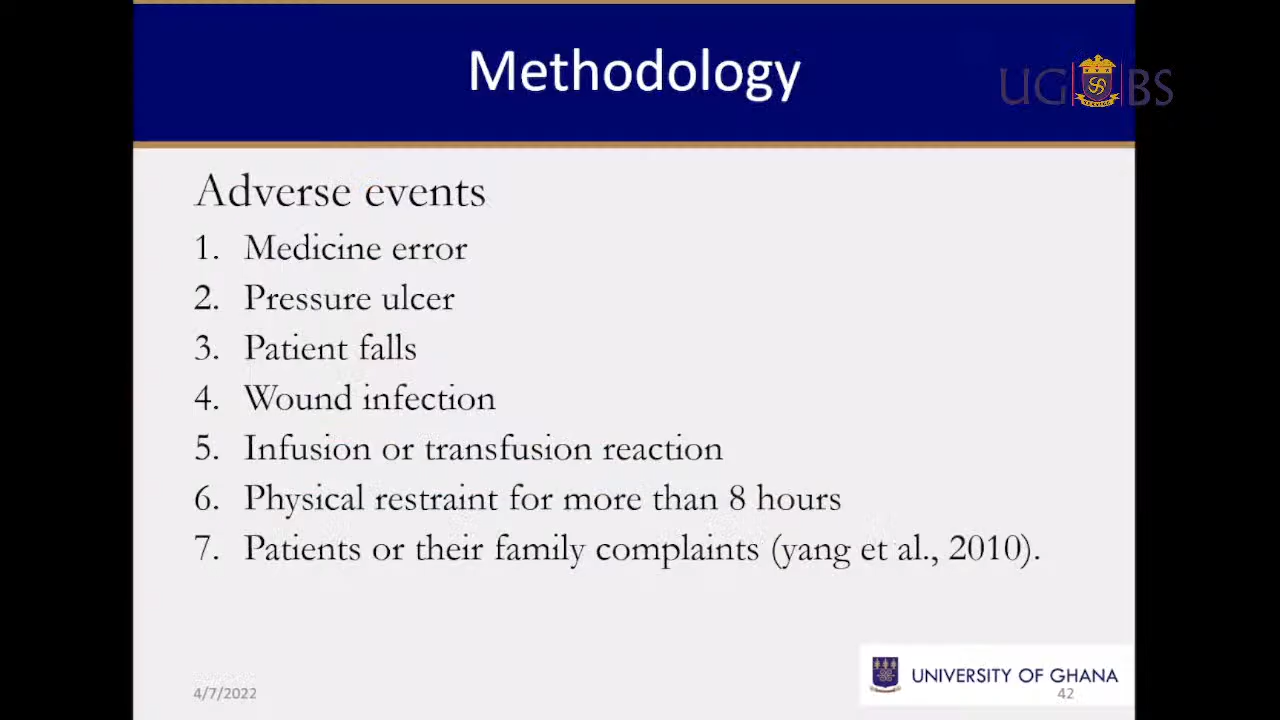 Methodology
UG BS
Adverse events
1. Medicine error
2. Pressure ulcer
3. Patient falls
4. Wound infection
5. Infusion or transfusion reaction
6. Physical restraint for more than 8 hours
7. Patients or their family complaints (yang et al., 2010).
UNIVERSITY OF GHANA
4/7/2022
42